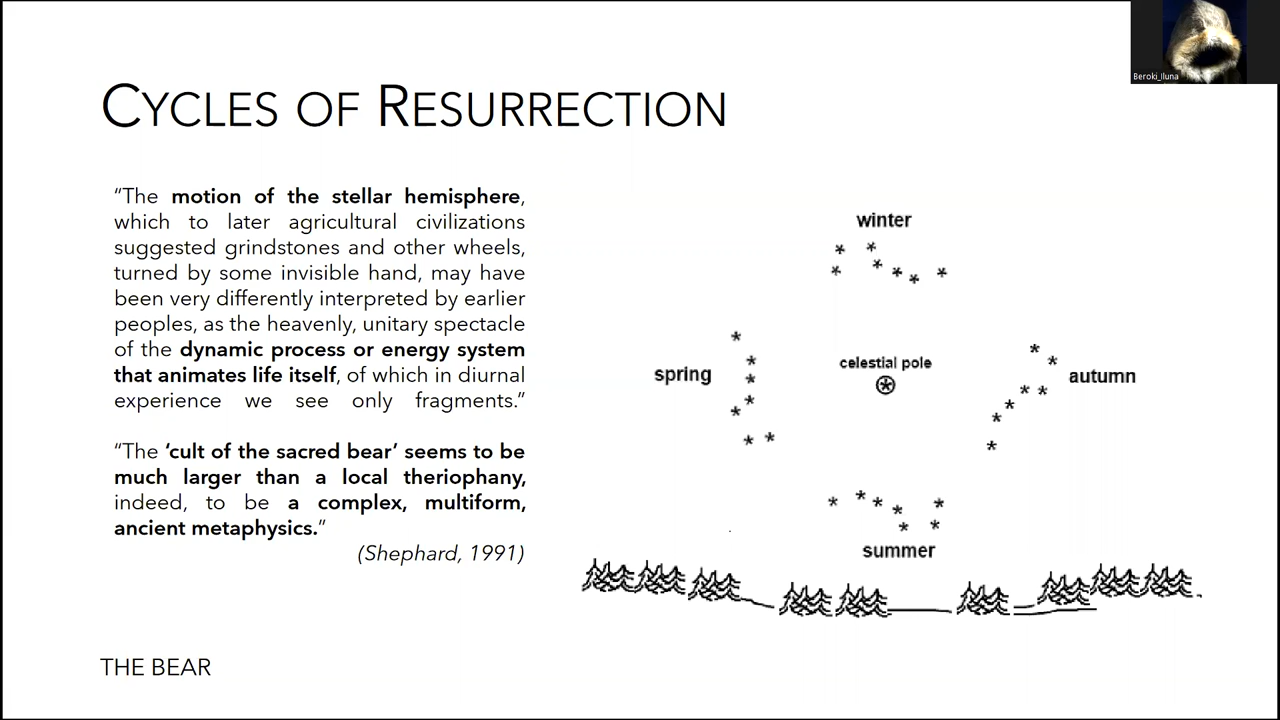 Beroki_Iluna
CYCLES OF RESURRECTION
“The motion of the stellar hemisphere,
which to later agricultural civilizations
suggested grindstones and other wheels,
turned by some invisible hand, may have
been very differently interpreted by earlier
peoples, as the heavenly, unitary spectacle
of the dynamic process or energy system
that animates life itself, of which in diurnal
experience we see only fragments.”
“The ‘cult of the sacred bear’ seems to be
much larger than a local theriophany,
indeed, to be a complex, multiform,
ancient metaphysics.”
(Shephard, 1991)
winter
spring
celestial pole
autumn
summer
THE BEAR